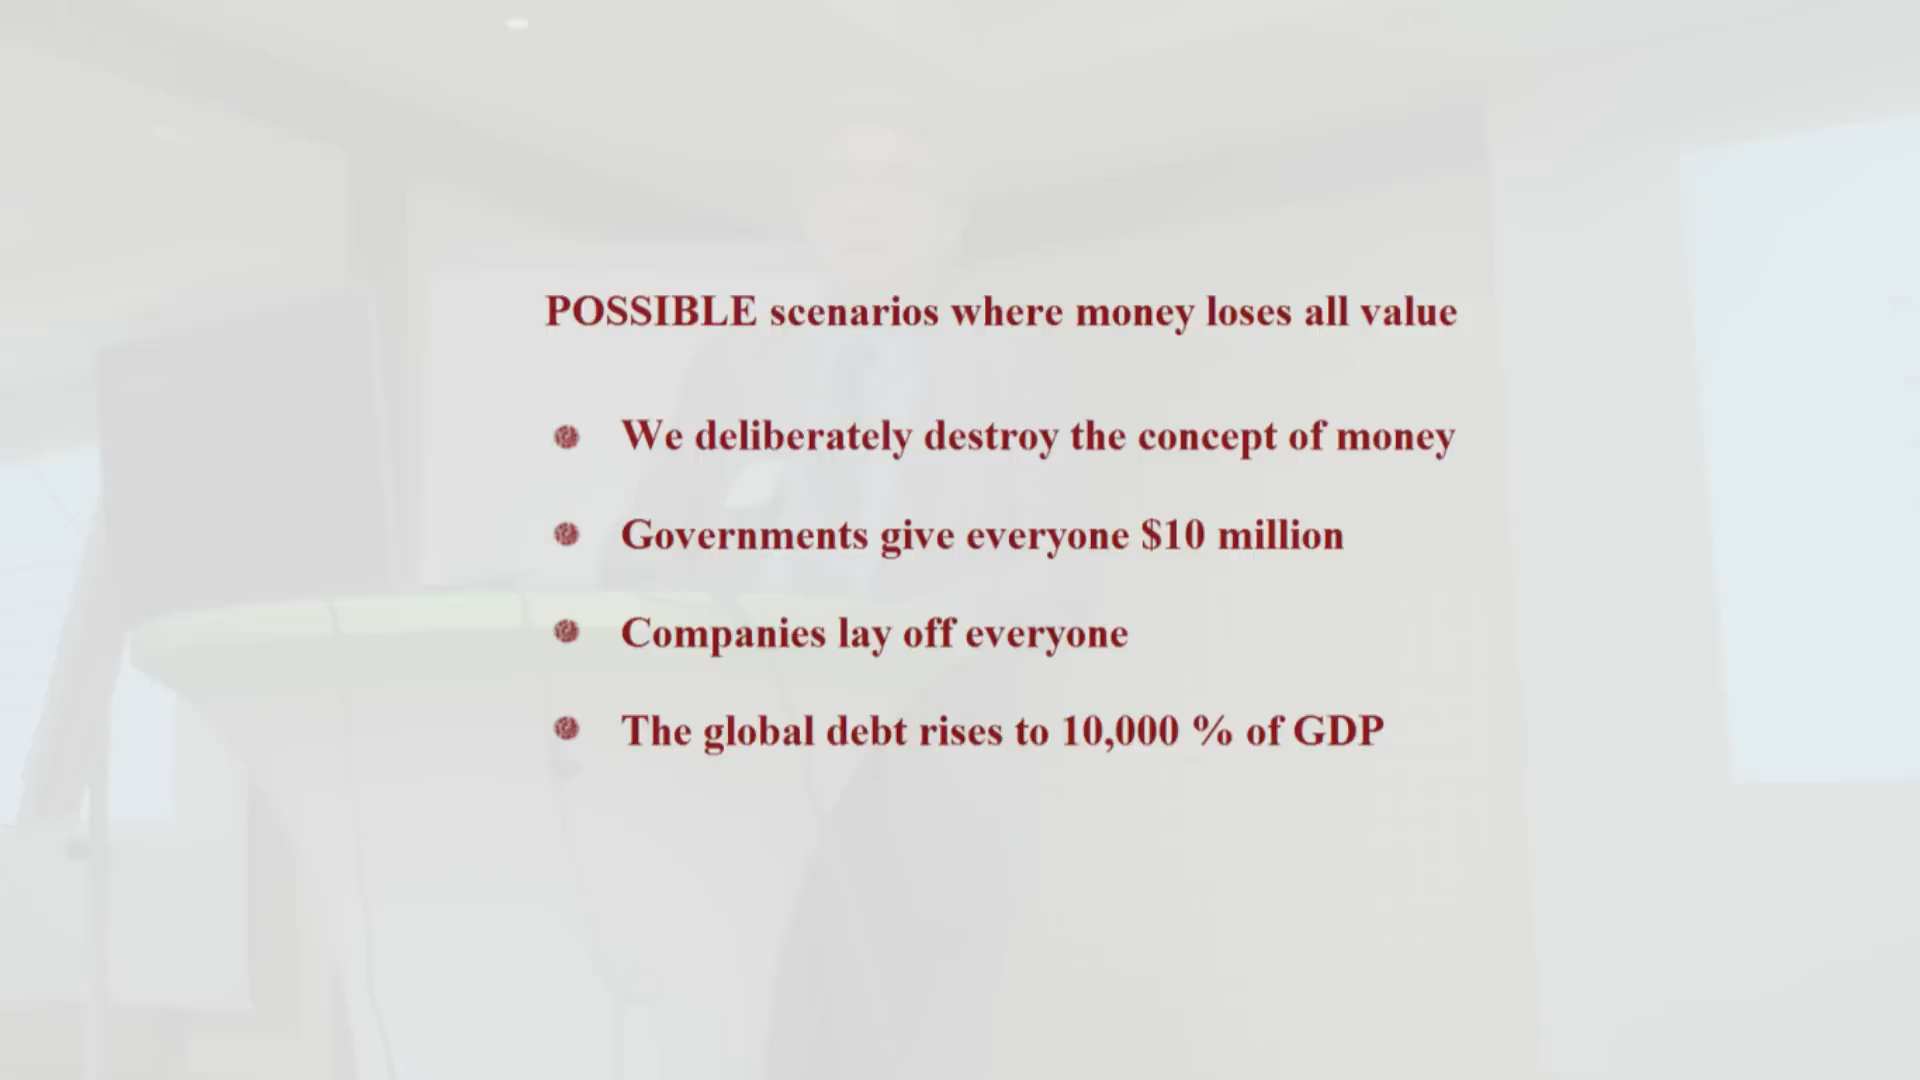 POSSIBLE scenarios where money loses all value
We deliberately destroy the concept of money
Governments give everyone $10 million
Companies lay off everyone
The global debt rises to 10,000 % of GDP